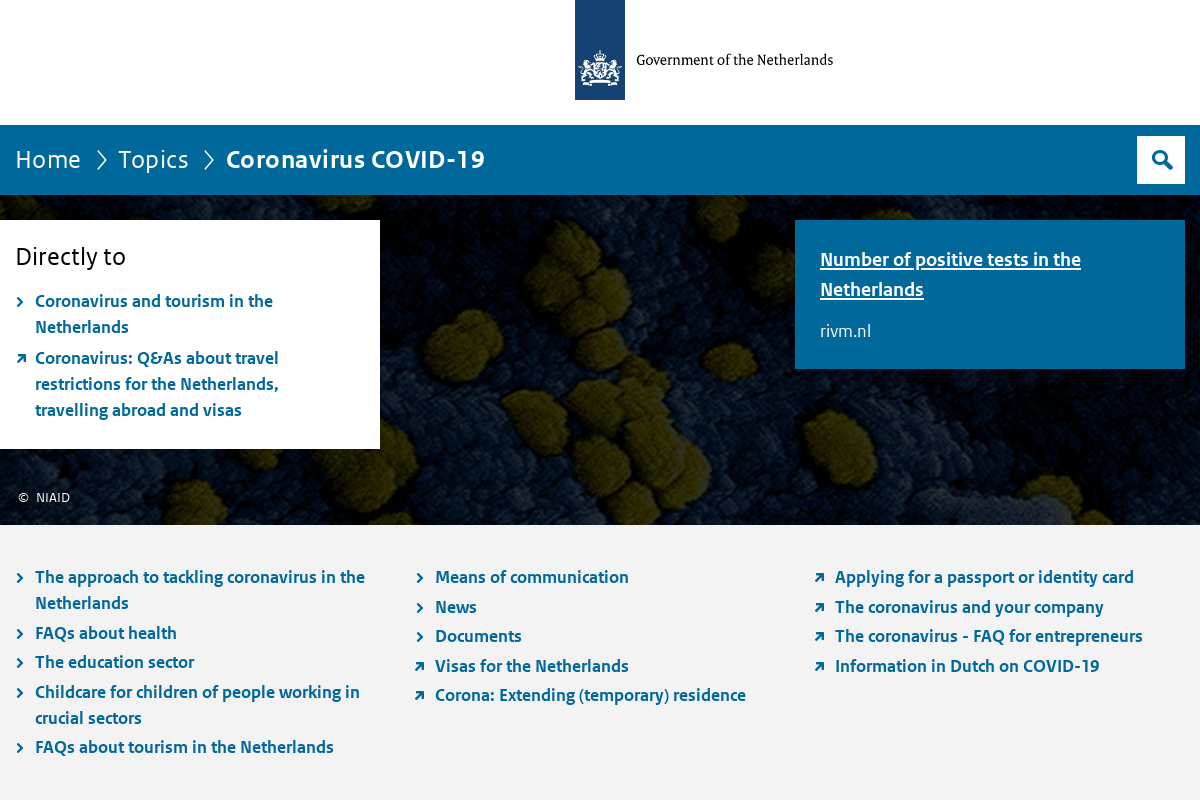 Government of the Netherlands
Home
Topics
Coronavirus COVID-19
Directly to
Coronavirus and tourism in the
Netherlands
Coronavirus: Q&As about travel
restrictions for the Netherlands,
travelling abroad and visas
Number of positive tests in the
Netherlands
rivm.nl
© NIAID
The approach to tackling coronavirus in the
Netherlands
FAQs about health
The education sector
Childcare for children of people working in
crucial sectors
FAQs about tourism in the Netherlands
Means of communication
News
Documents
Visas for the Netherlands
Corona: Extending (temporary) residence
Applying for a passport or identity card
The coronavirus and your company
The coronavirus - FAQ for entrepreneurs
Information in Dutch on COVID-19